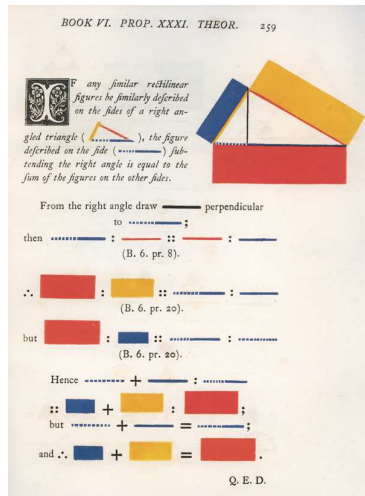 BOOK VI. PROP. XXXI. THEOR. 259
IF any ſimilar rectilinear
figures be ſimilarly deſcribed
on the ſides of a right an-
gled triangle ( ), the figure
deſcribed on the ſide ( ) ſub-
tending the right angle is equal to the
ſum of the figures on the other ſides.
From the right angle draw perpendicular
to ;
then : :: :
(B. 6. pr. 8).
∴ : :: :
(B. 6. pr. 20).
but : :: :
(B. 6. pr. 20).
Hence + :
:: + : ;
but + = ;
and ∴ + = .
Q. E. D.